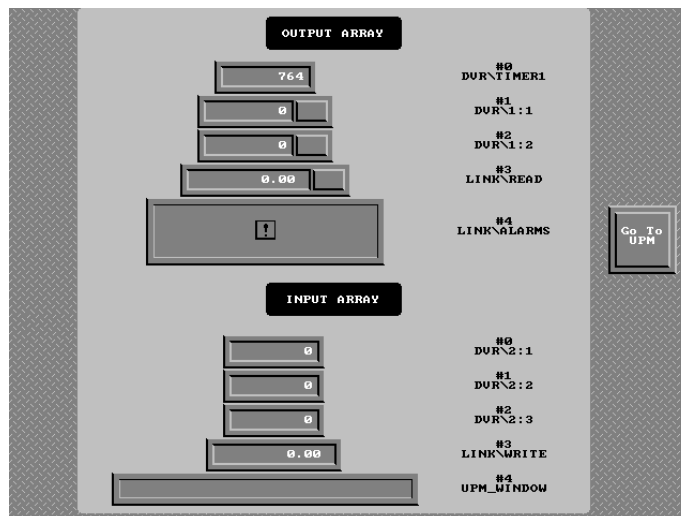 OUTPUT ARRAY
764
#0
DVR\TIMER1
0
#1
DVR\1:1
0
#2
DVR\1:2
0.00
#3
LINK\READ
!
#4
LINK\ALARMS
Go To
UPM
INPUT ARRAY
0
#0
DVR\2:1
0
#1
DVR\2:2
0
#2
DVR\2:3
0.00
#3
LINK\WRITE
#4
UPM_WINDOW